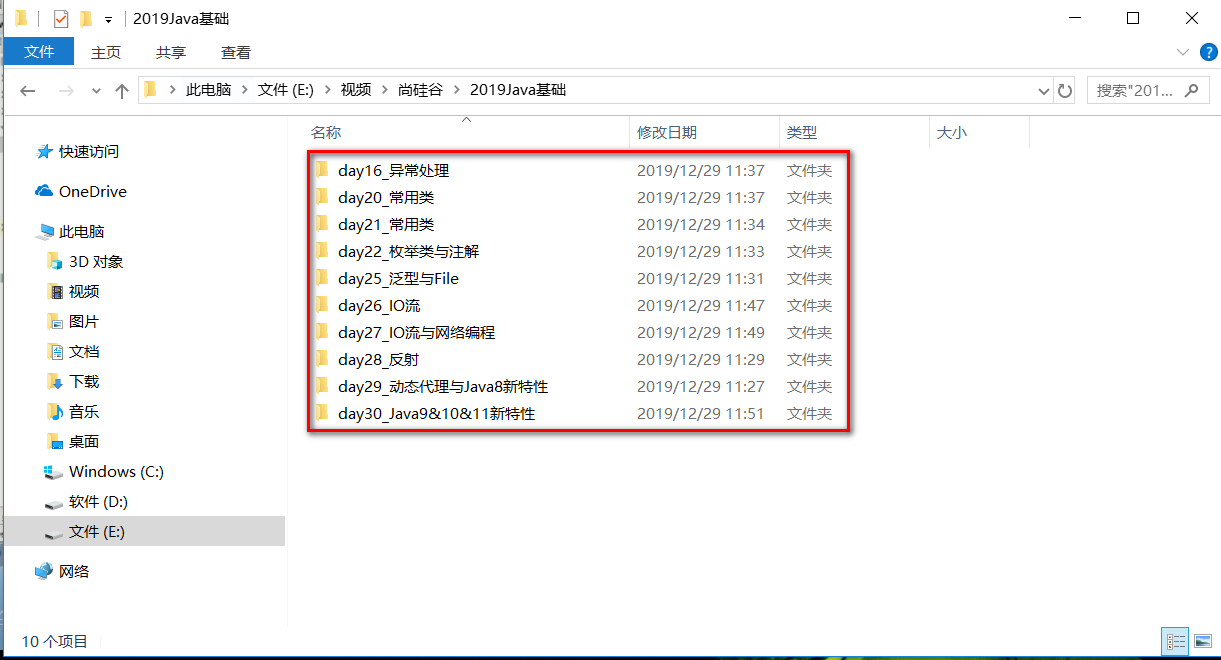 2019Java基础
文件 主页 共享 查看
此电脑 文件 (E:) 视频 尚硅谷 2019Java基础 搜索"201...
名称 修改日期 类型 大小
快速访问
OneDrive
此电脑
3D 对象
视频
图片
文档
下载
音乐
桌面
Windows (C:)
软件 (D:)
文件 (E:)
网络
day16_异常处理 2019/12/29 11:37 文件夹
day20_常用类 2019/12/29 11:37 文件夹
day21_常用类 2019/12/29 11:34 文件夹
day22_枚举类与注解 2019/12/29 11:33 文件夹
day25_泛型与File 2019/12/29 11:31 文件夹
day26_IO流 2019/12/29 11:47 文件夹
day27_IO流与网络编程 2019/12/29 11:49 文件夹
day28_反射 2019/12/29 11:29 文件夹
day29_动态代理与Java8新特性 2019/12/29 11:27 文件夹
day30_Java9&10&11新特性 2019/12/29 11:51 文件夹
10 个项目